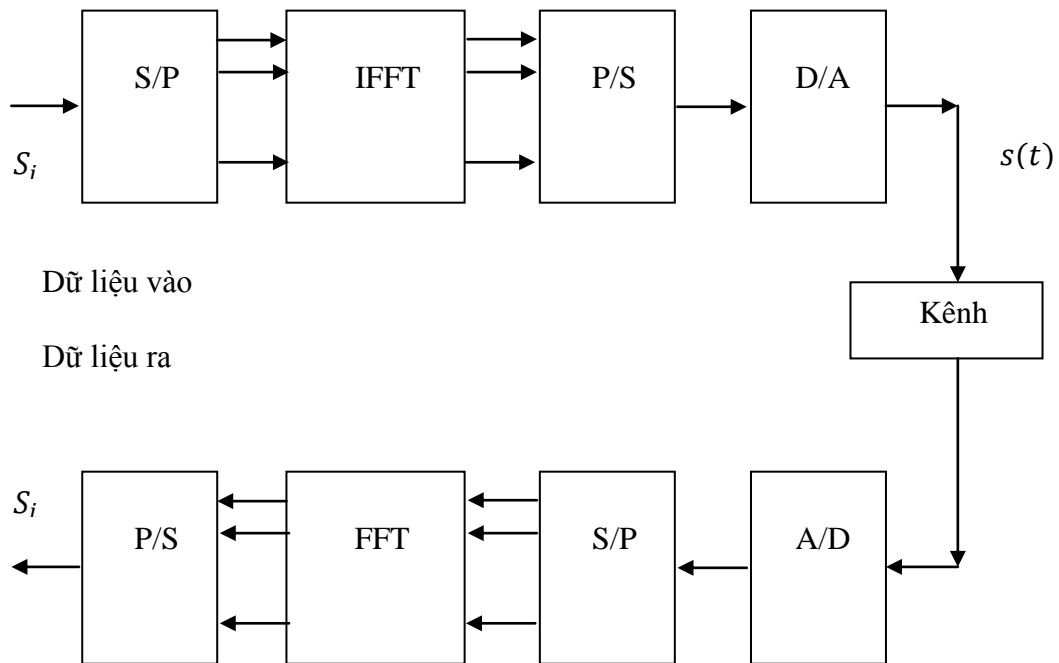 S/P
IFFT
P/S
D/A
S_i
s(t)
Dữ liệu vào
Kênh
Dữ liệu ra
S_i
P/S
FFT
S/P
A/D